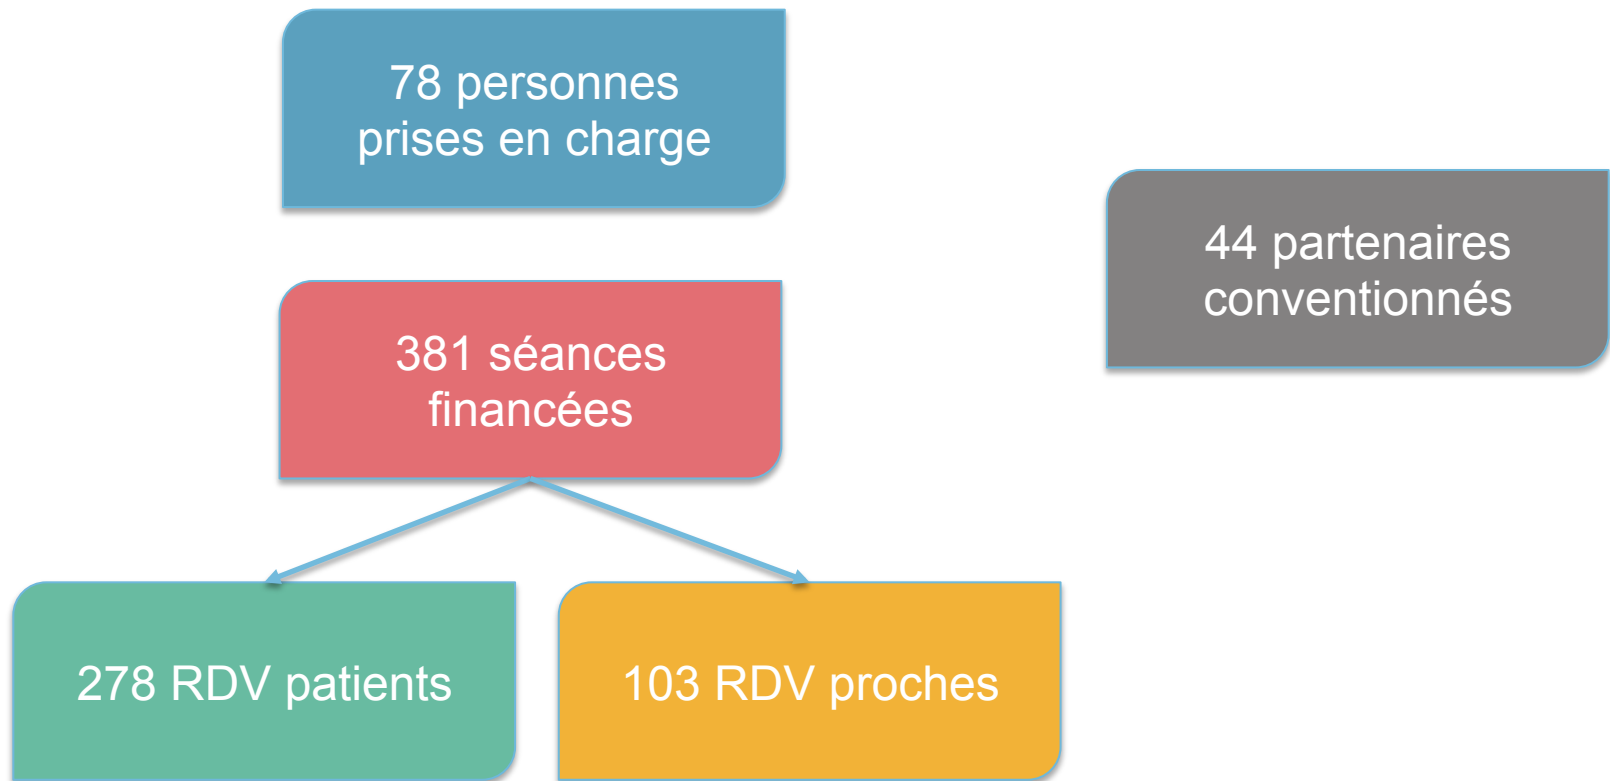 78 personnes
prises en charge
44 partenaires
conventionnés
381 séances
financées
278 RDV patients
103 RDV proches